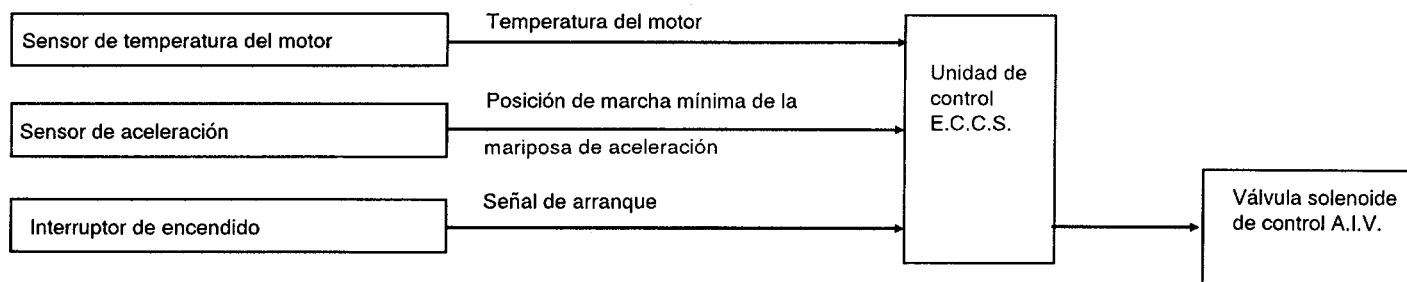 Sensor de temperatura del motor
Temperatura del motor
Sensor de aceleración
Posición de marcha mínima de la
mariposa de aceleración
Interruptor de encendido
Señal de arranque
Unidad de
control
E.C.C.S.
Válvula solenoide
de control A.I.V.